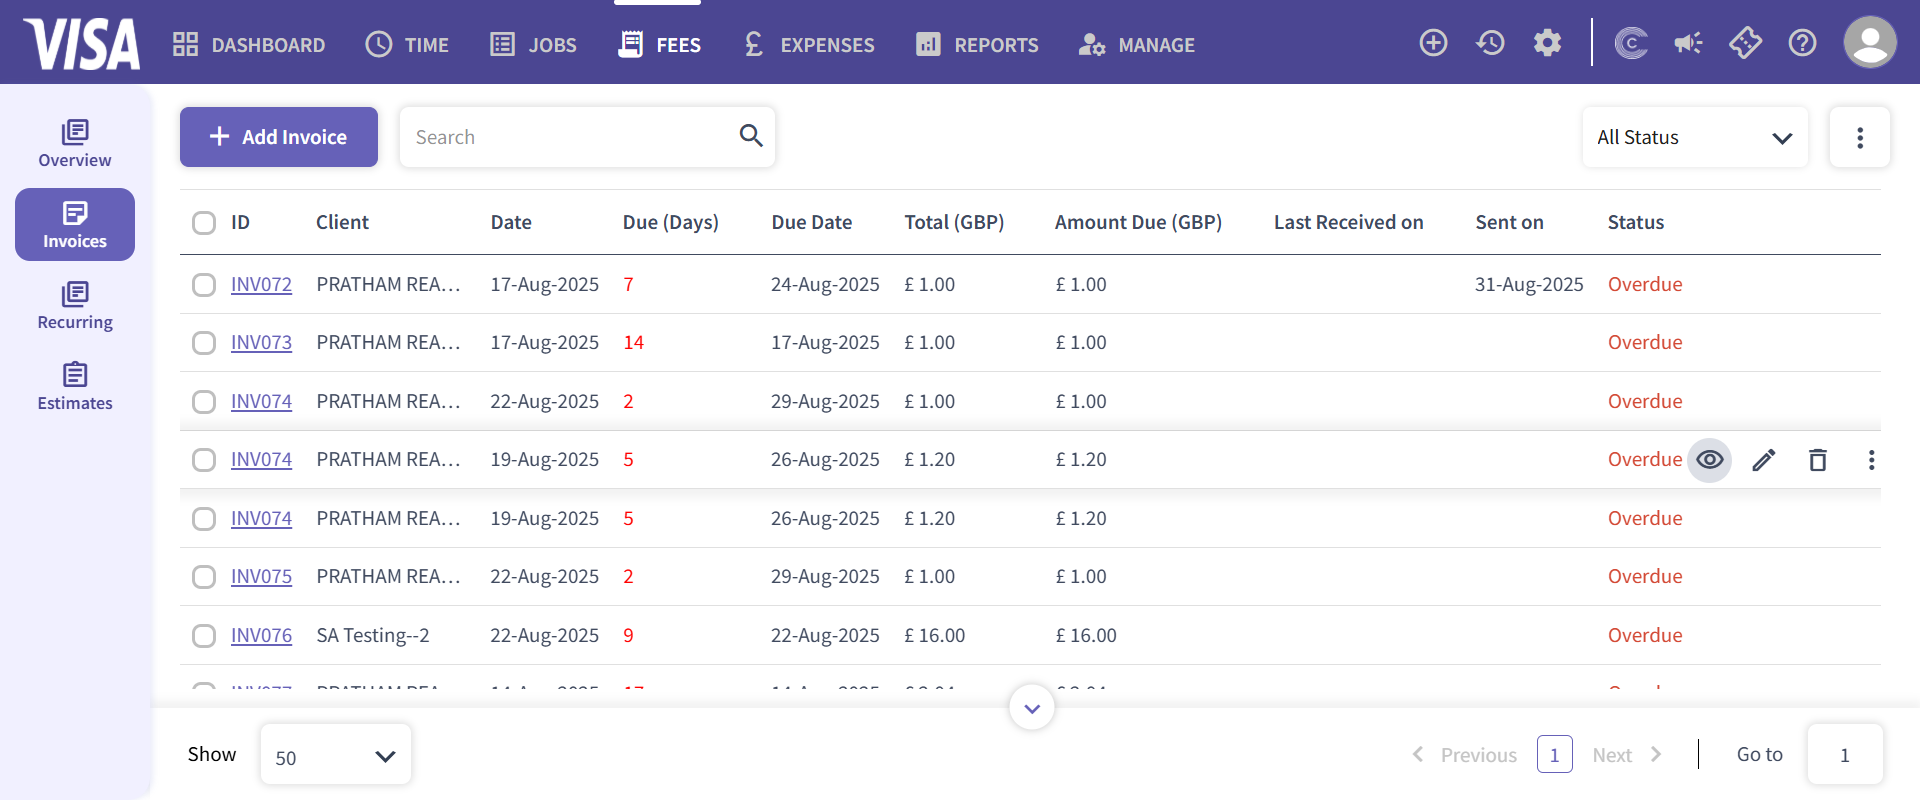 VISA DASHBOARD TIME JOBS FEES £ EXPENSES REPORTS MANAGE
Overview
Invoices
Recurring
Estimates
+ Add Invoice Search All Status
ID Client Date Due (Days) Due Date Total (GBP) Amount Due (GBP) Last Received on Sent on Status
INV072 PRATHAM REA... 17-Aug-2025 7 24-Aug-2025 £ 1.00 £ 1.00 31-Aug-2025 Overdue
INV073 PRATHAM REA... 17-Aug-2025 14 17-Aug-2025 £ 1.00 £ 1.00 Overdue
INV074 PRATHAM REA... 22-Aug-2025 2 29-Aug-2025 £ 1.00 £ 1.00 Overdue
INV074 PRATHAM REA... 19-Aug-2025 5 26-Aug-2025 £ 1.20 £ 1.20 Overdue
INV074 PRATHAM REA... 19-Aug-2025 5 26-Aug-2025 £ 1.20 £ 1.20 Overdue
INV075 PRATHAM REA... 22-Aug-2025 2 29-Aug-2025 £ 1.00 £ 1.00 Overdue
INV076 SA Testing--2 22-Aug-2025 9 22-Aug-2025 £ 16.00 £ 16.00 Overdue
Show 50 Previous 1 Next Go to 1